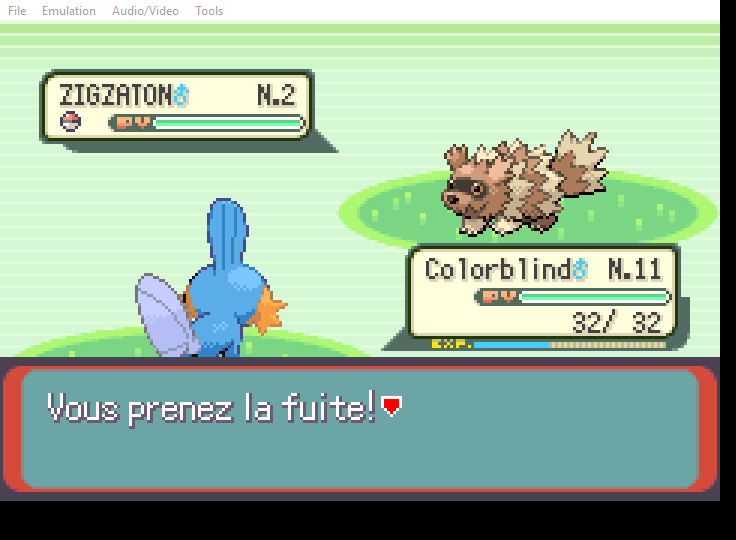 File Emulation Audio/Video Tools
ZIGZATON♂ N.2
PV
Colorblind♂ N.11
PV
32/ 32
EXP.
Vous prenez la fuite!